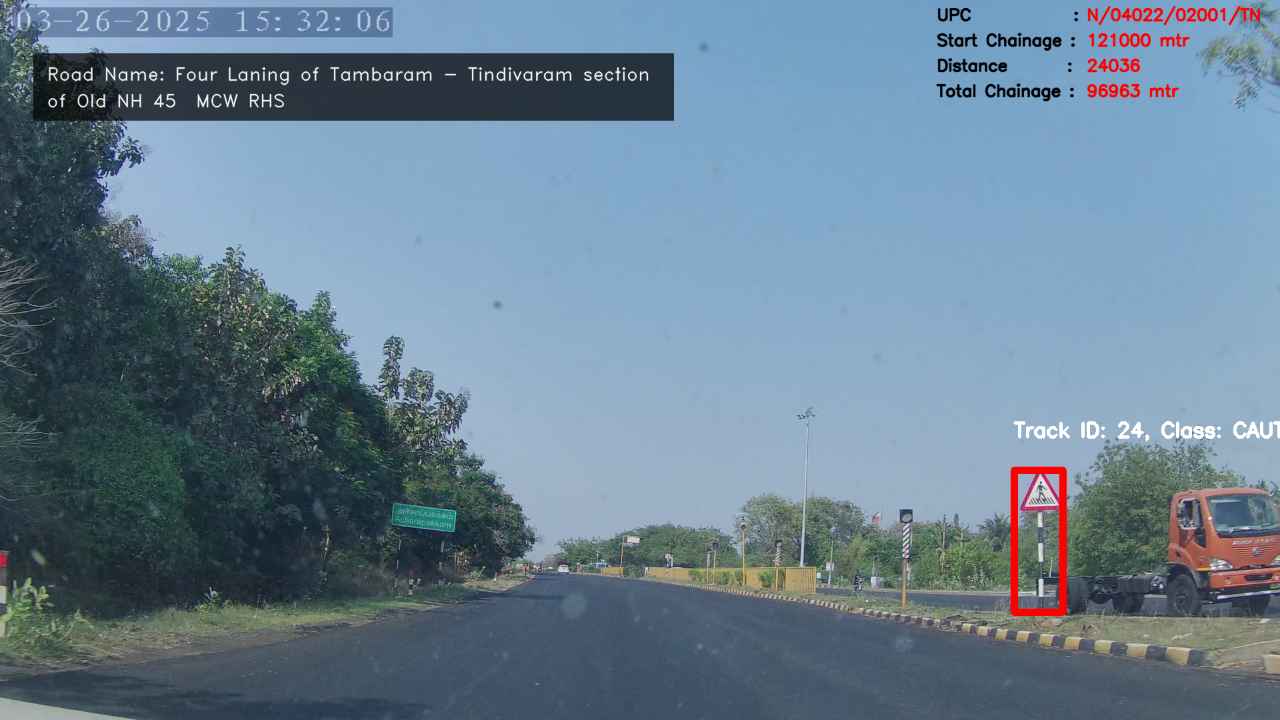 03-26-2025 15:32:06
Road Name: Four Laning of Tambaram - Tindivaram section
of Old NH 45 MCW RHS
UPC : N/04022/02001/TN
Start Chainage : 121000 mtr
Distance : 24036
Total Chainage : 96963 mtr
Track ID: 24, Class: CAUT